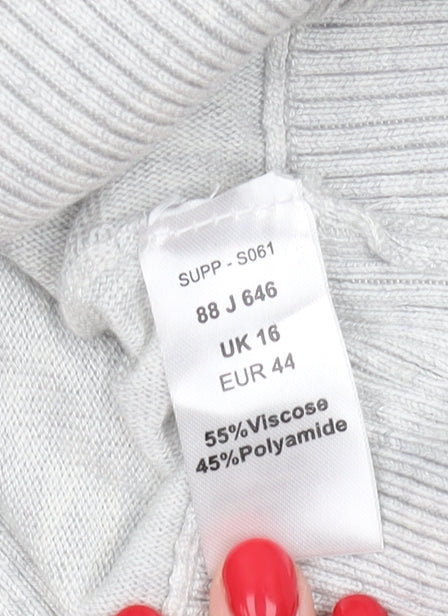 SUPP - S061
88 J 646
UK 16
EUR 44
55%Viscose
45%Polyamide